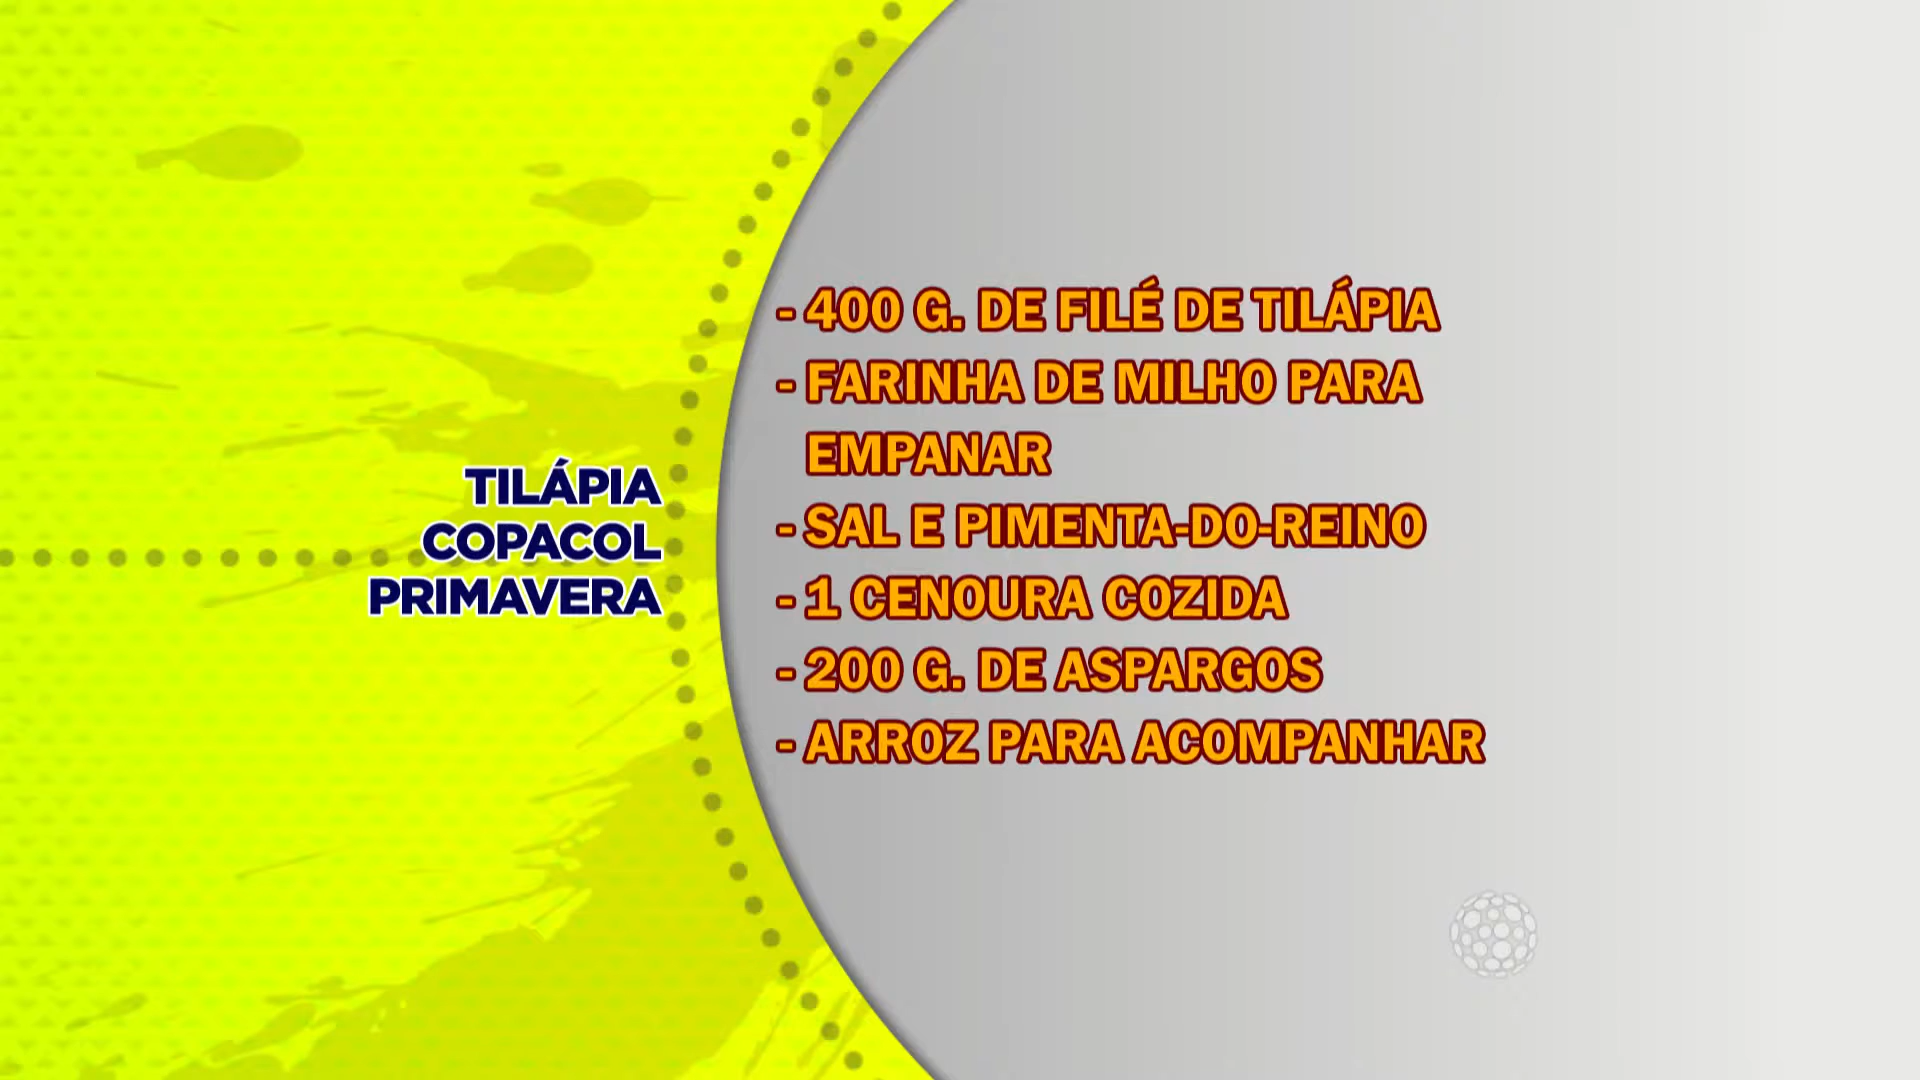 TILÁPIA
COPACOL
PRIMAVERA
- 400 G. DE FILÉ DE TILÁPIA
- FARINHA DE MILHO PARA
EMPANAR
- SAL E PIMENTA-DO-REINO
- 1 CENOURA COZIDA
- 200 G. DE ASPARGOS
- ARROZ PARA ACOMPANHAR